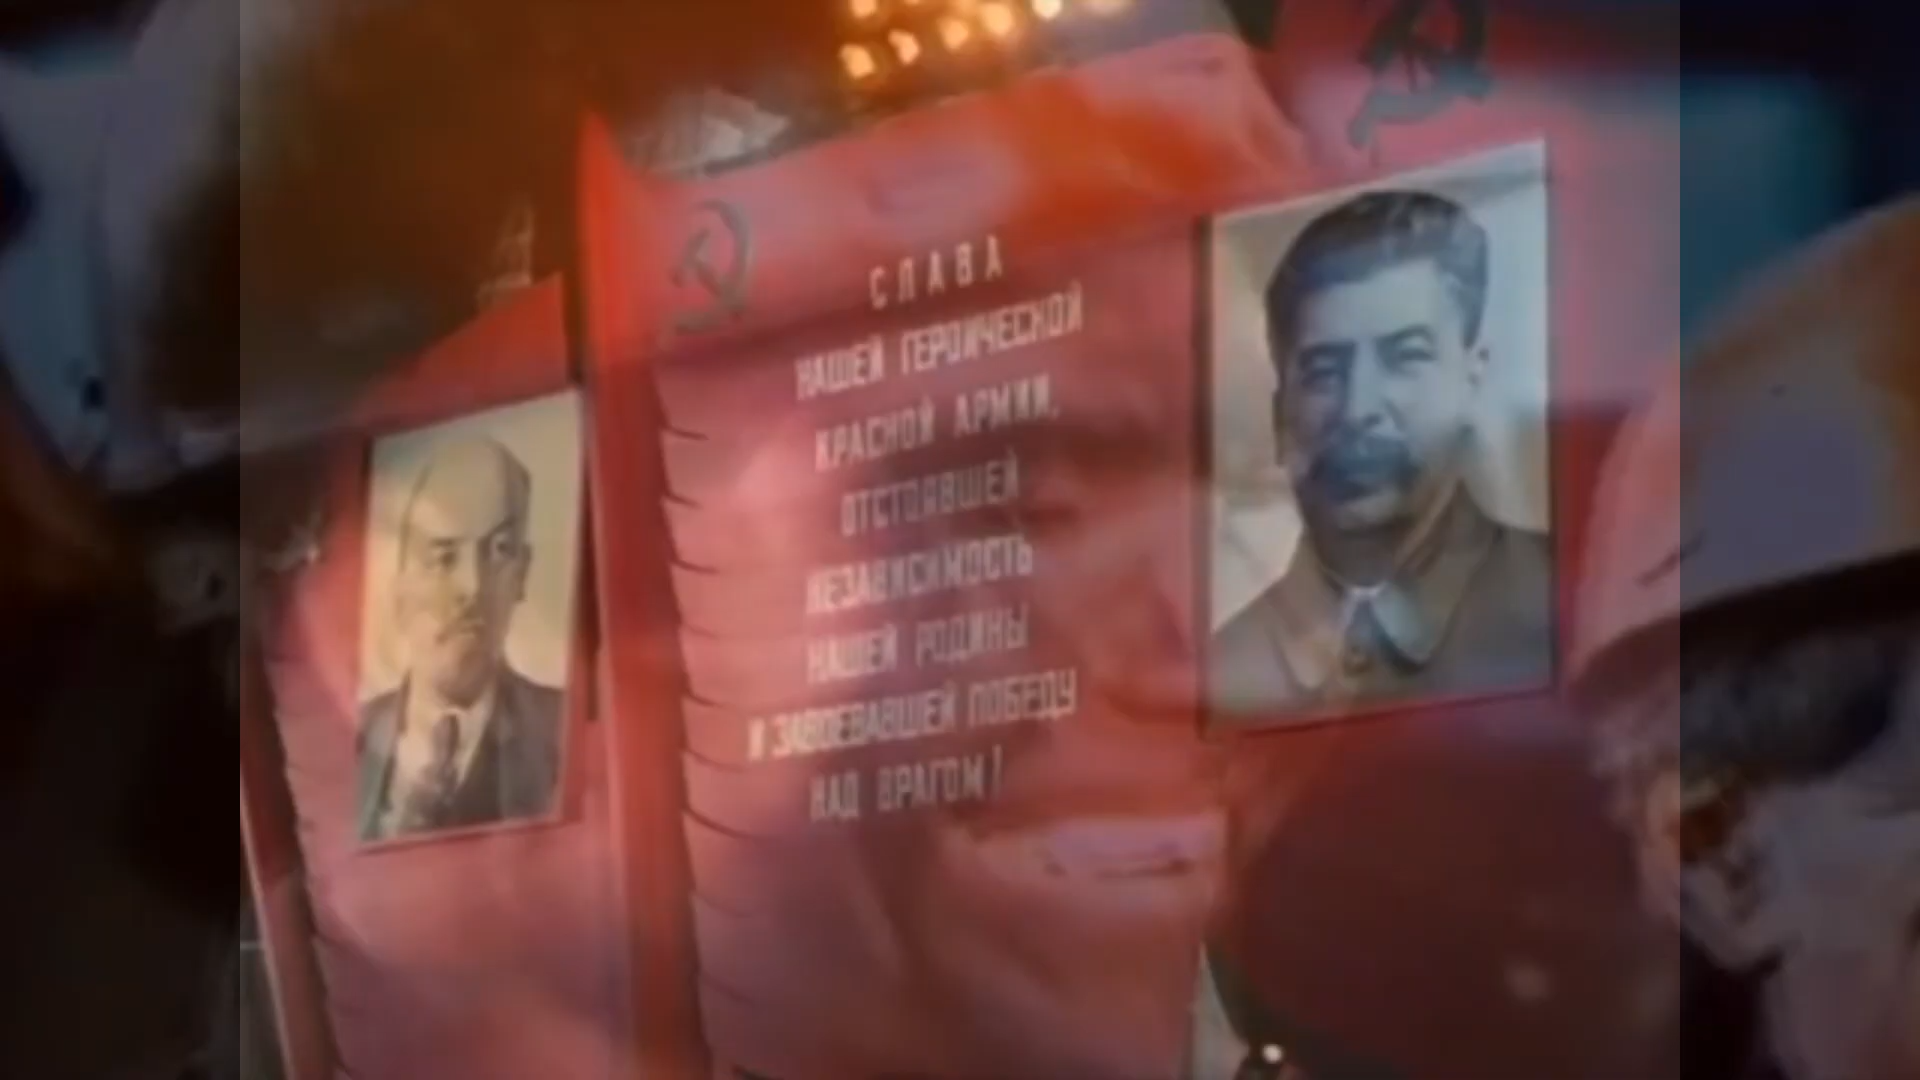 СЛАВА
НАШЕЙ ГЕРОИЧЕСКОЙ
КРАСНОЙ АРМИИ,
ОТСТОЯВШЕЙ
НЕЗАВИСИМОСТЬ
НАШЕЙ РОДИНЫ
И ЗАВОЕВАВШЕЙ ПОБЕДУ
НАД ВРАГОМ!